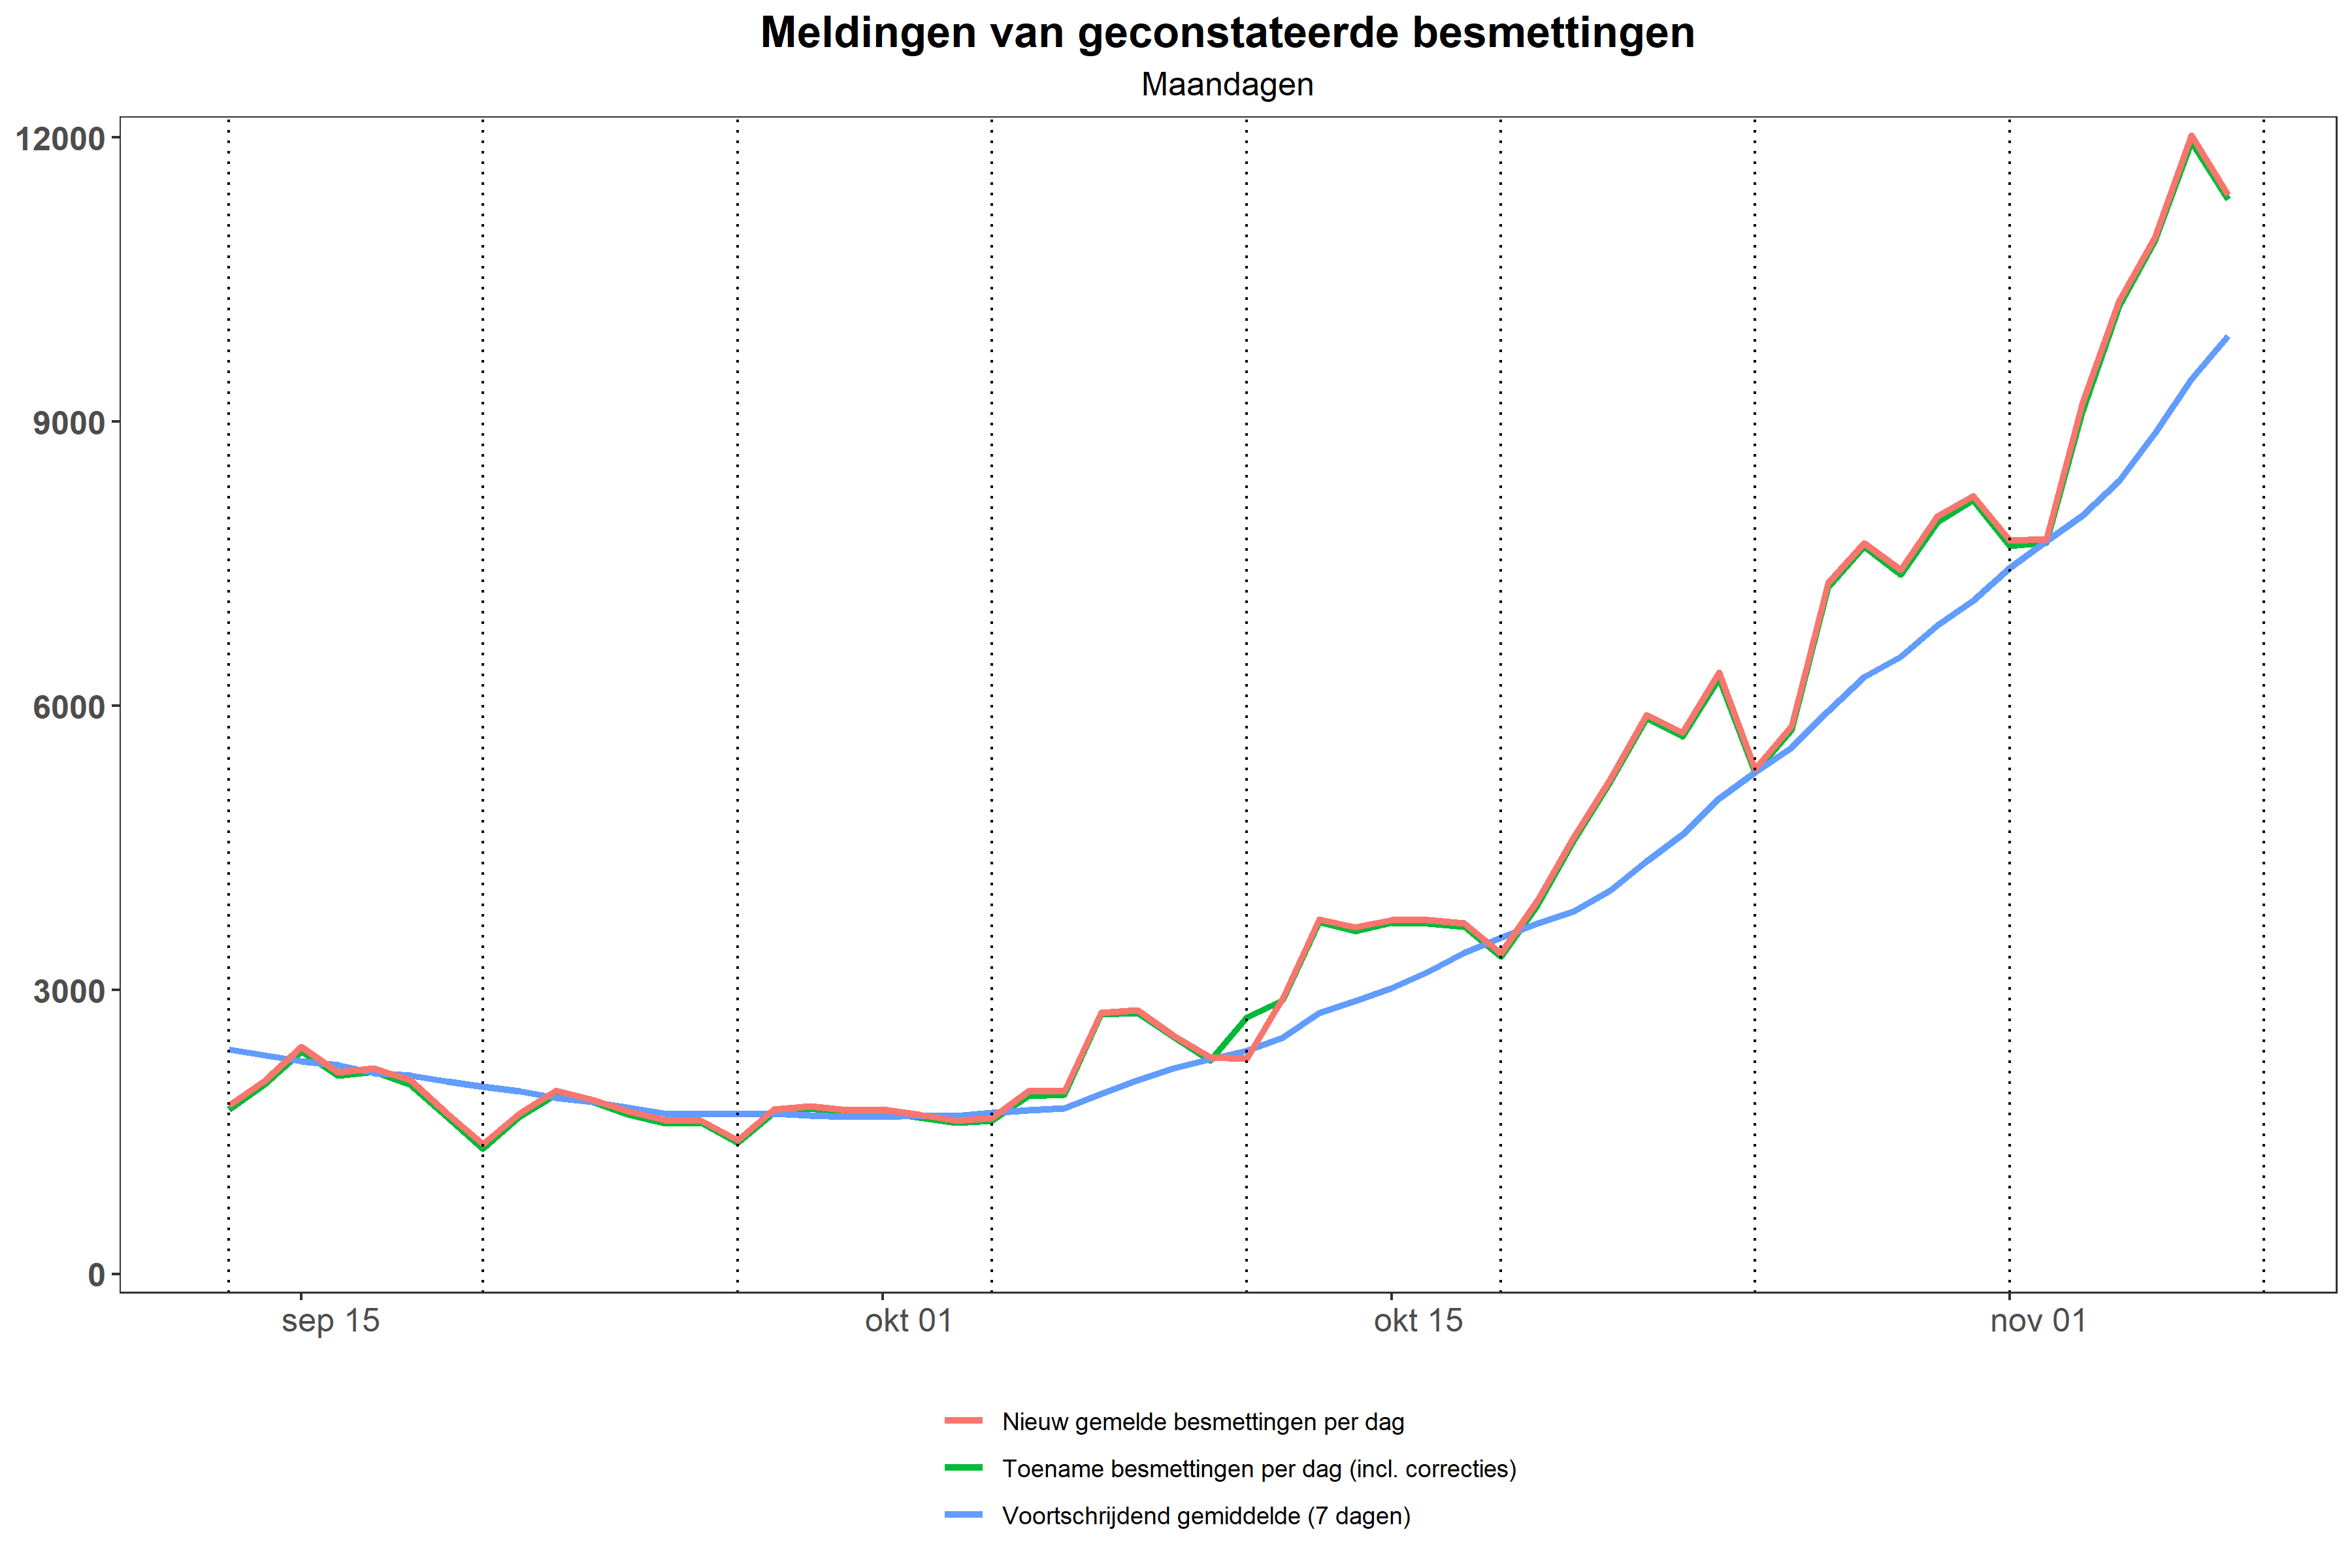 Meldingen van geconstateerde besmettingen
Maandagen
12000
9000
6000
3000
0
sep 15
okt 01
okt 15
nov 01
Nieuw gemelde besmettingen per dag
Toename besmettingen per dag (incl. correcties)
Voortschrijdend gemiddelde (7 dagen)